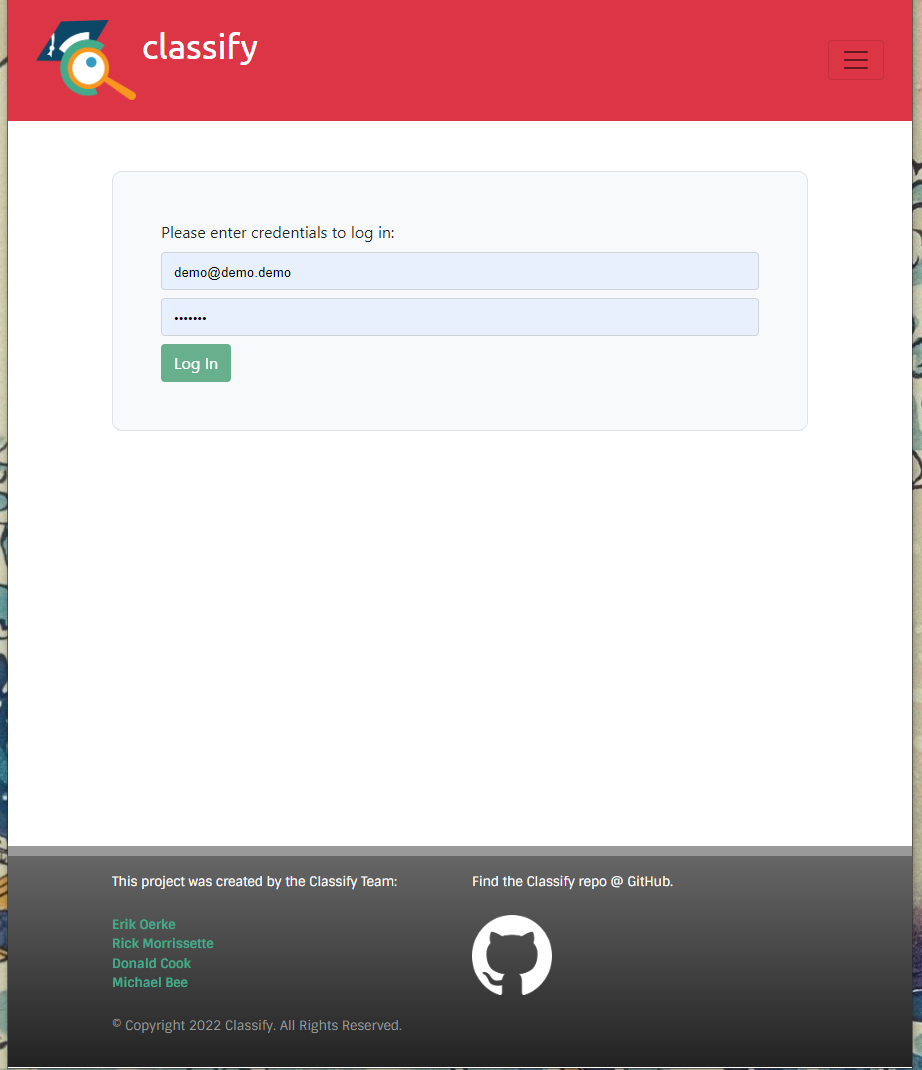 classify
Please enter credentials to log in:
demo@demo.demo
•••••••
Log In
This project was created by the Classify Team:
Find the Classify repo @ GitHub.
Erik Oerke
Rick Morrissette
Donald Cook
Michael Bee
© Copyright 2022 Classify. All Rights Reserved.